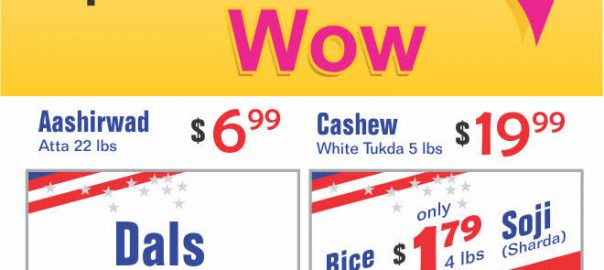 Wow
Aashirwad
Atta 22 lbs
$6.99
Cashew
White Tukda 5 lbs
$19.99
Dals
only
Rice $1.79 Soji
4 lbs (Sharda)